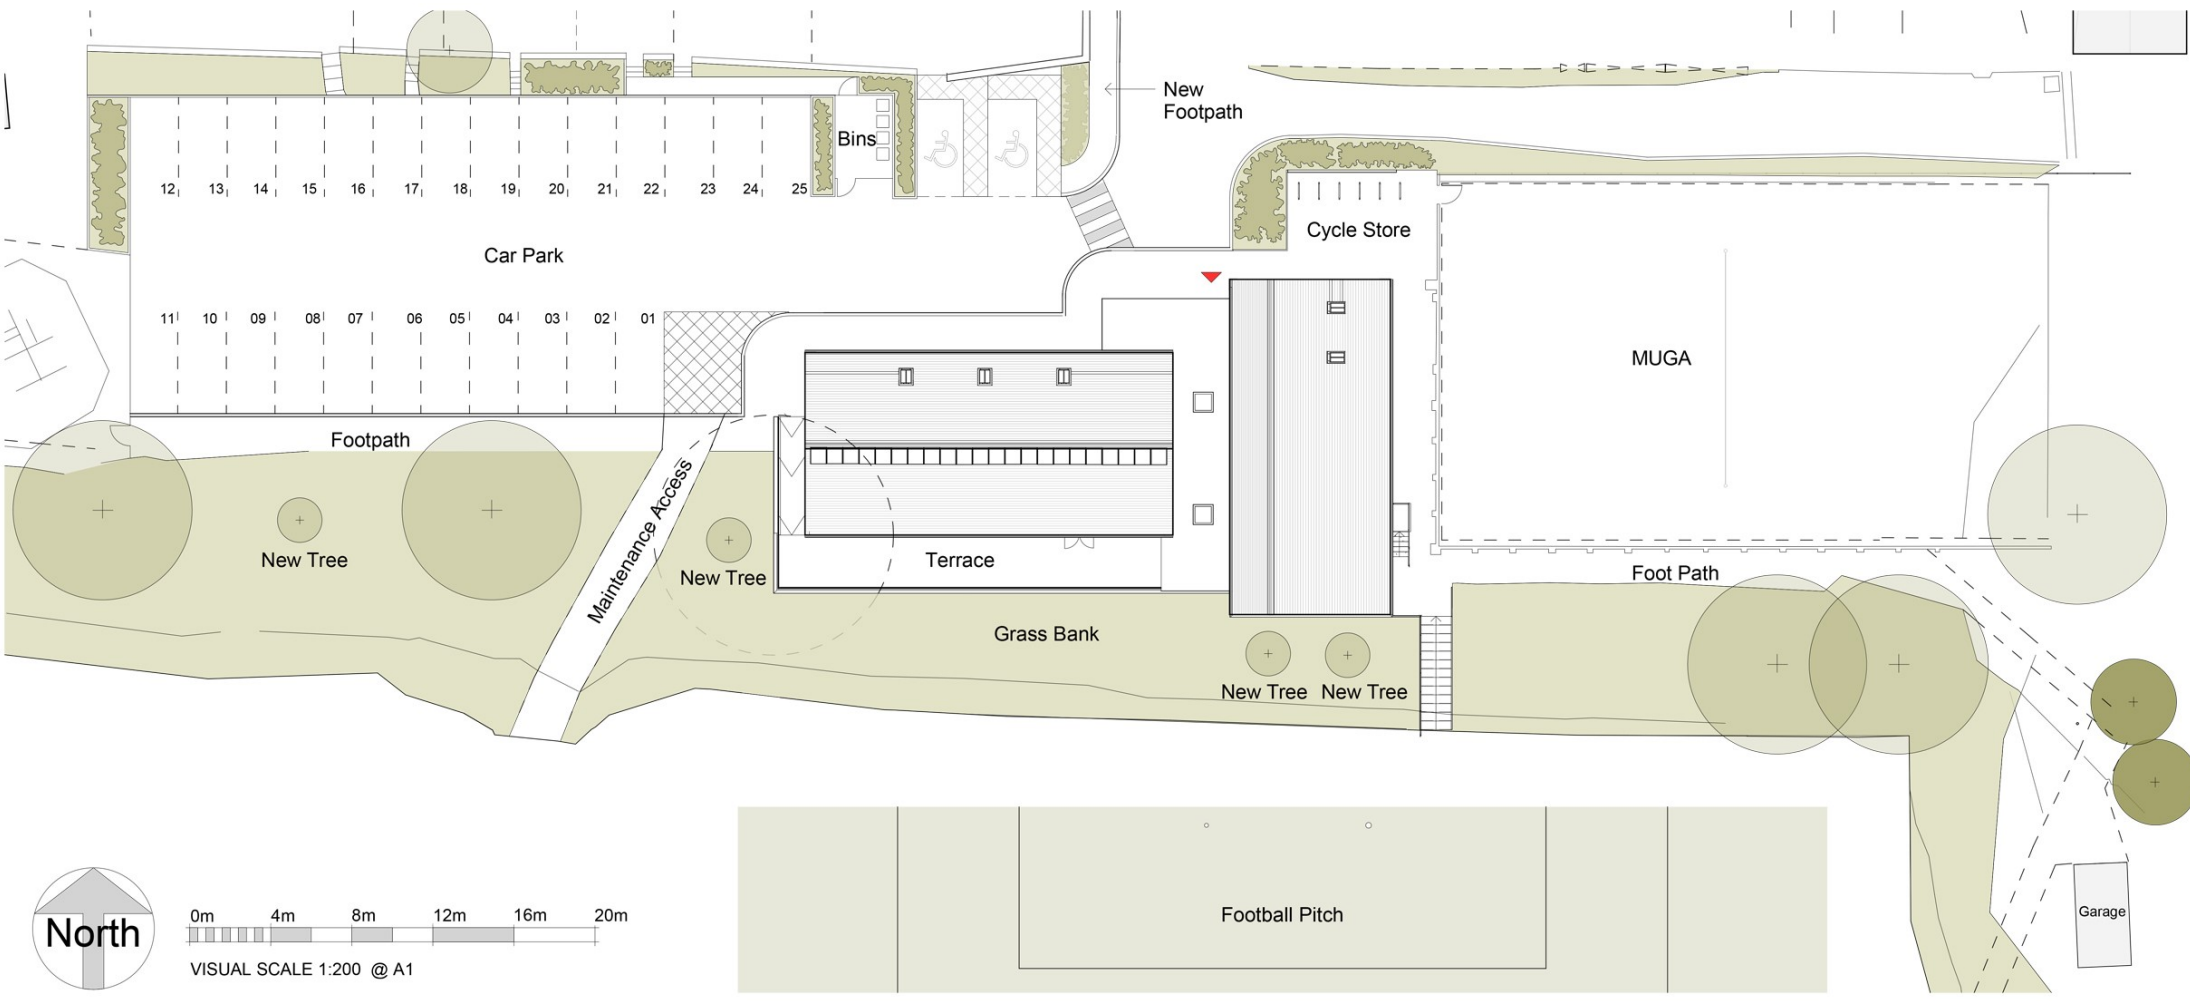 New
Footpath
Bins
12 13 14 15 16 17 18 19 20 21 22 23 24 25
Cycle Store
Car Park
11 10 09 08 07 06 05 04 03 02 01
MUGA
Footpath
Maintenance Access
New Tree
New Tree
Terrace
Foot Path
Grass Bank
New Tree New Tree
Football Pitch
Garage
North
0m 4m 8m 12m 16m 20m
VISUAL SCALE 1:200 @ A1